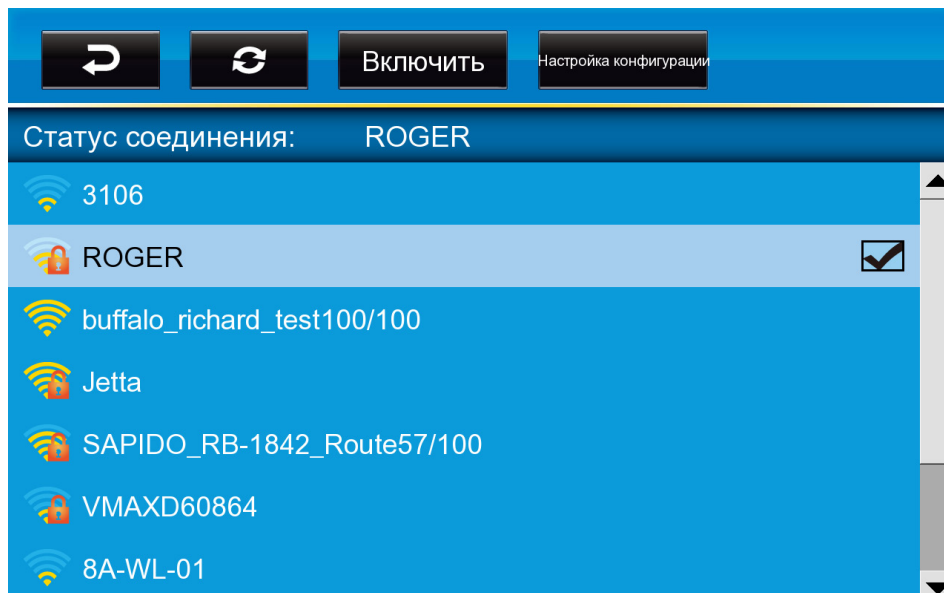 Включить Настройка конфигурации
Статус соединения: ROGER
3106
ROGER
buffalo_richard_test100/100
Jetta
SAPIDO_RB-1842_Route57/100
VMAXD60864
8A-WL-01